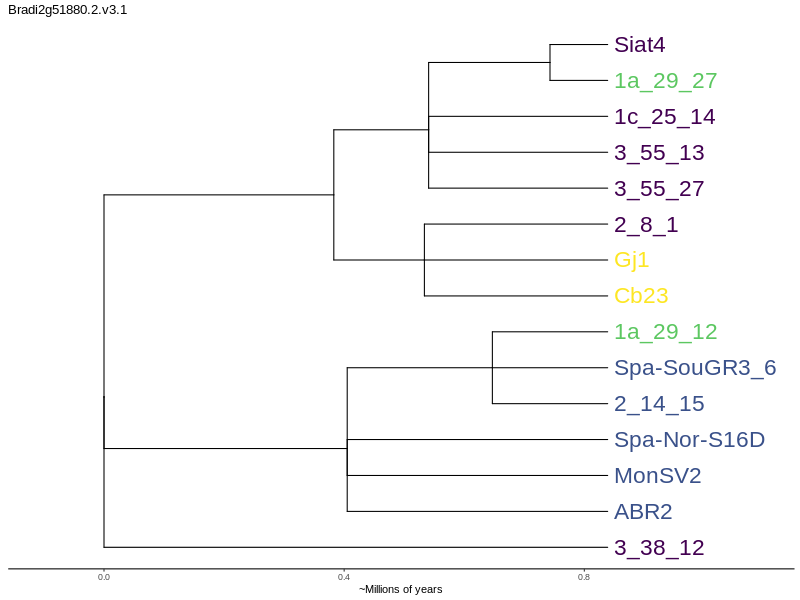 Bradi2g51880.2.v3.1
Siat4
1a_29_27
1c_25_14
3_55_13
3_55_27
2_8_1
Gj1
Cb23
1a_29_12
Spa-SouGR3_6
2_14_15
Spa-Nor-S16D
MonSV2
ABR2
3_38_12
0.0 0.4 0.8
~Millions of years